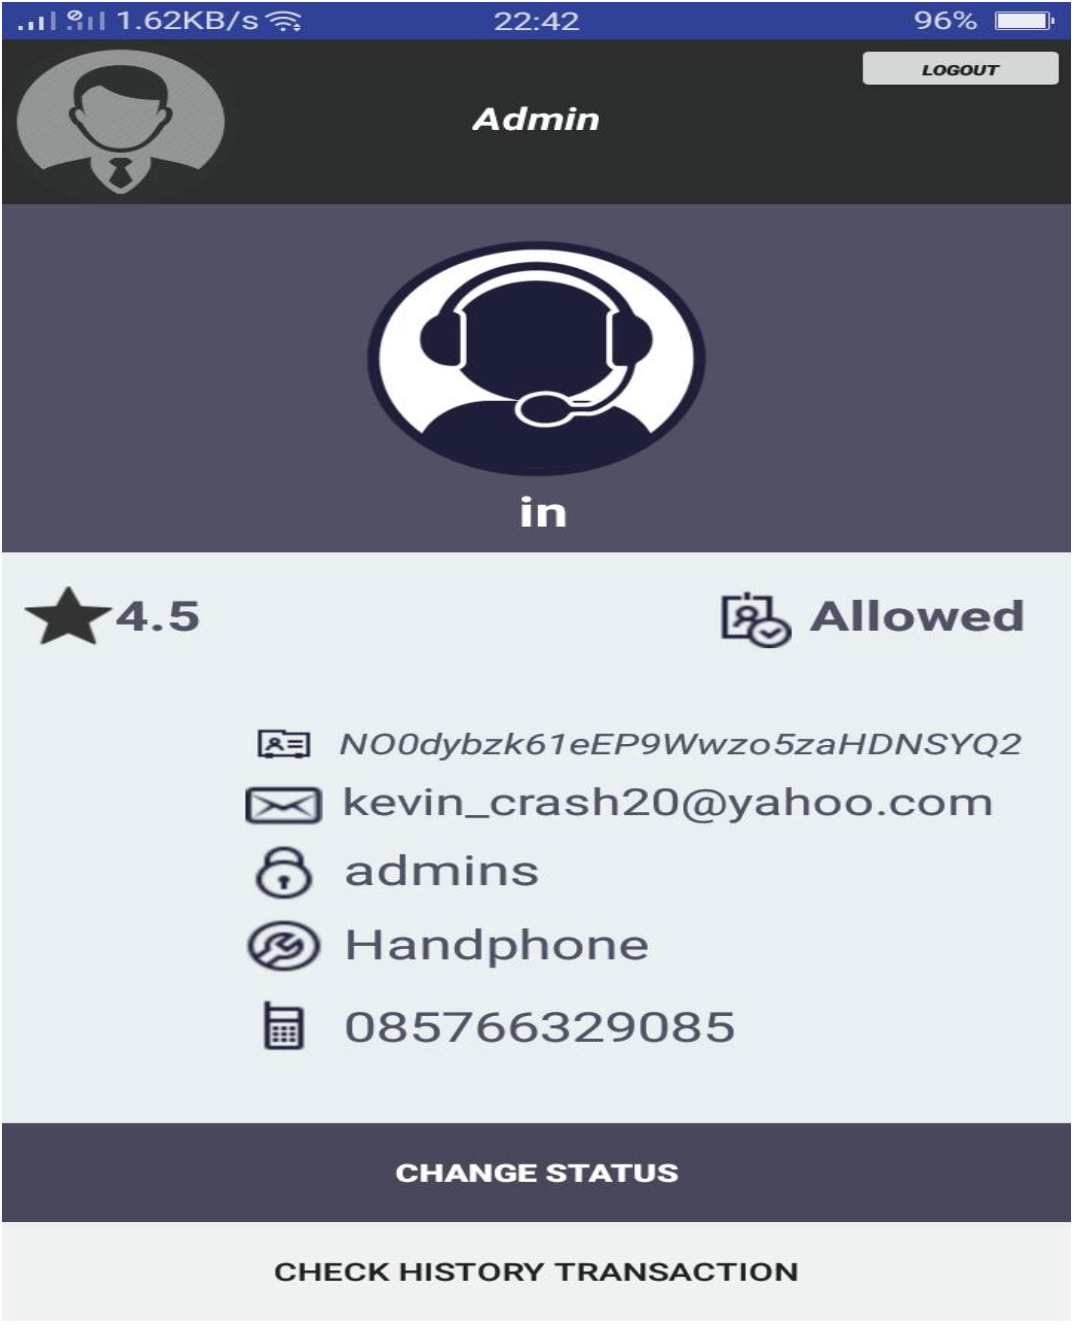 1.62KB/s 22:42 96%
LOGOUT
Admin
in
4.5 Allowed
NO0dybzk61eEP9Wwzo5zaHDNSYQ2
kevin_crash20@yahoo.com
admins
Handphone
085766329085
CHANGE STATUS
CHECK HISTORY TRANSACTION